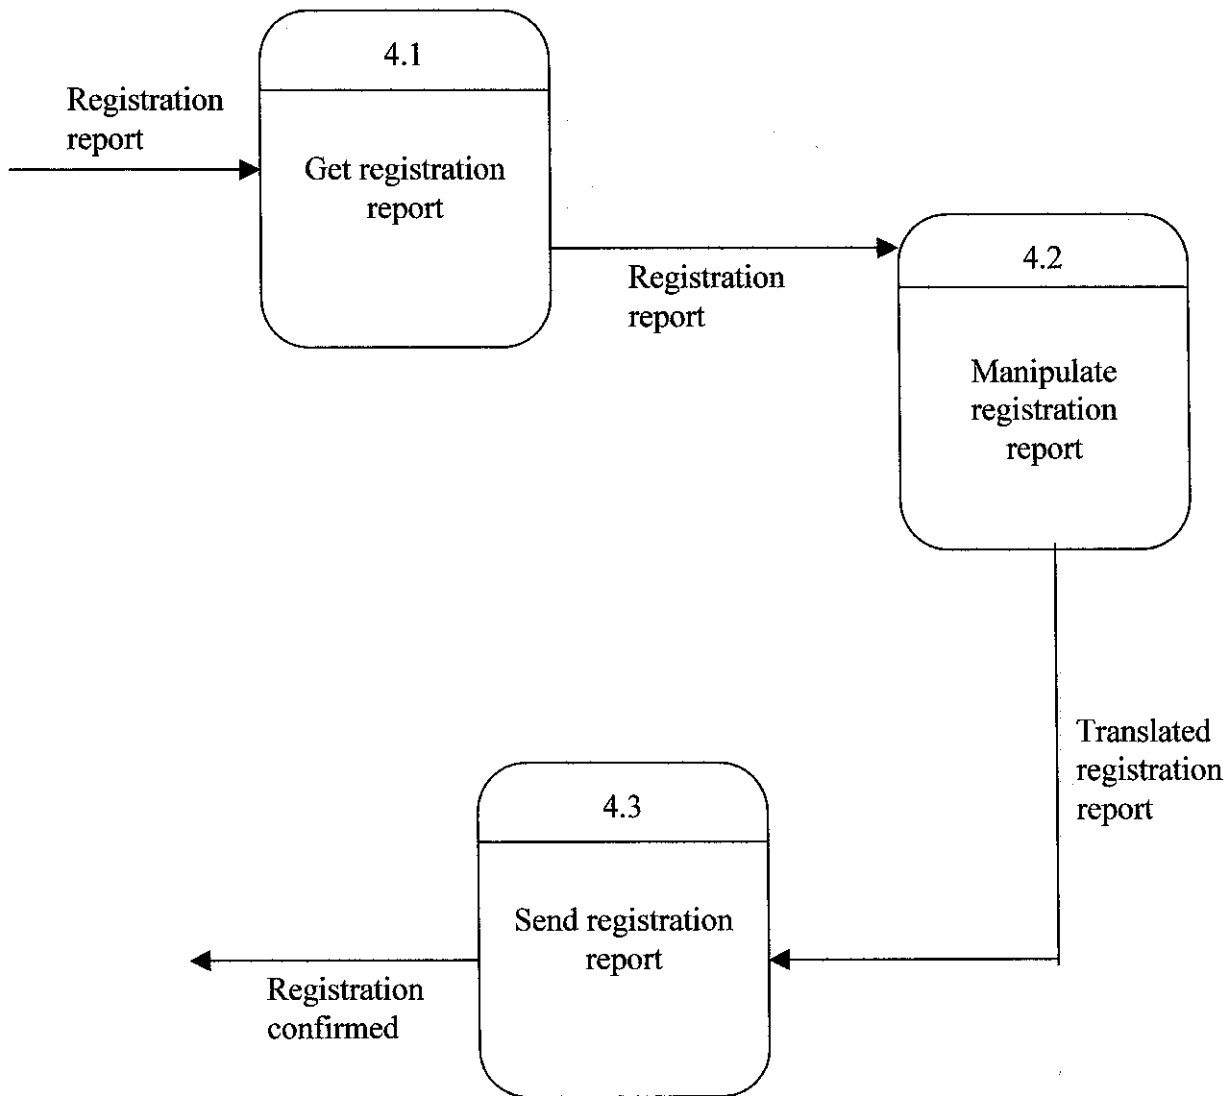 4.1
Registration
report
Get registration
report
Registration
report
4.2
Manipulate
registration
report
Translated
registration
report
4.3
Send registration
report
Registration
confirmed